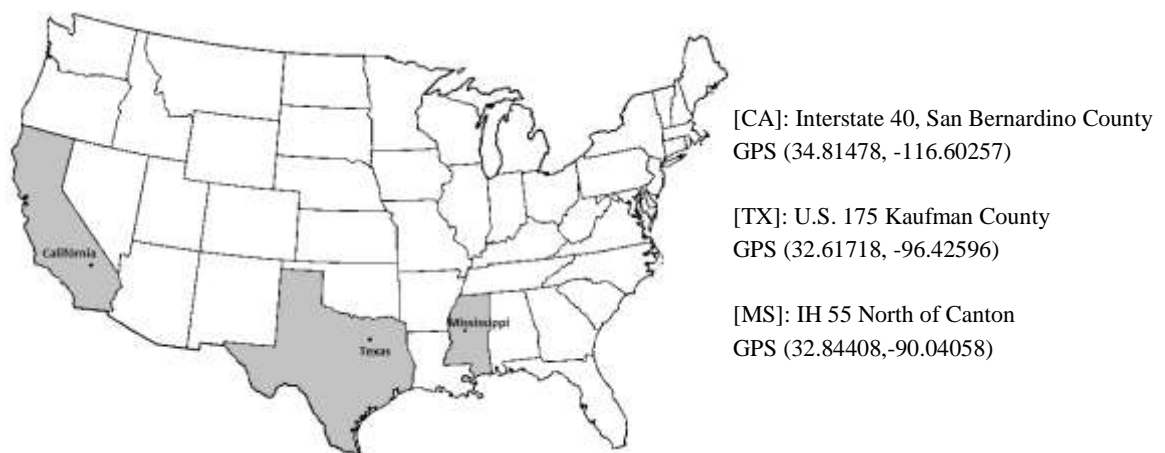 [CA]: Interstate 40, San Bernardino County
GPS (34.81478, -116.60257)
[TX]: U.S. 175 Kaufman County
GPS (32.61718, -96.42596)
[MS]: IH 55 North of Canton
GPS (32.84408,-90.04058)
California
Mississippi
Texas